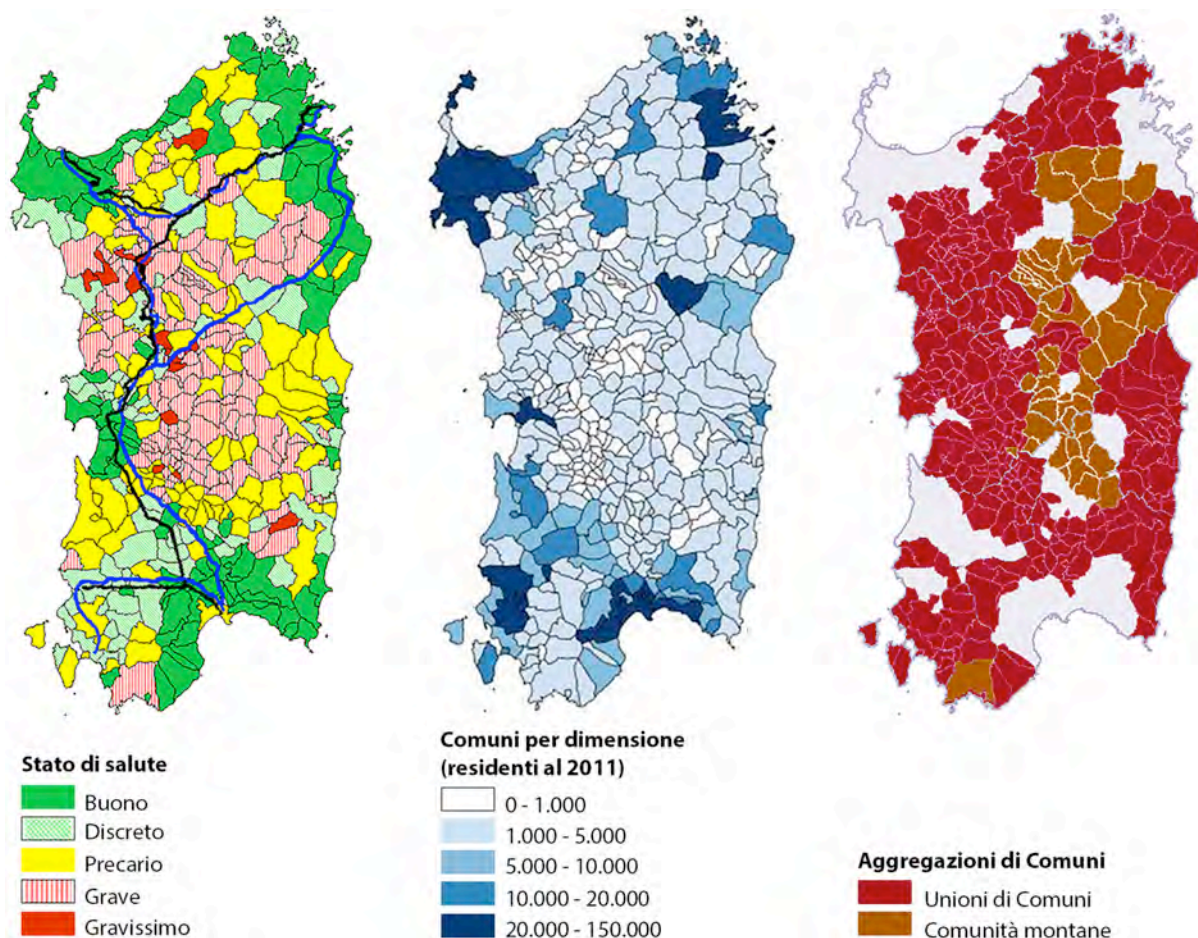 Stato di salute
Buono
Discreto
Precario
Grave
Gravissimo
Comuni per dimensione
(residenti al 2011)
0 - 1.000
1.000 - 5.000
5.000 - 10.000
10.000 - 20.000
20.000 - 150.000
Aggregazioni di Comuni
Unioni di Comuni
Comunità montane